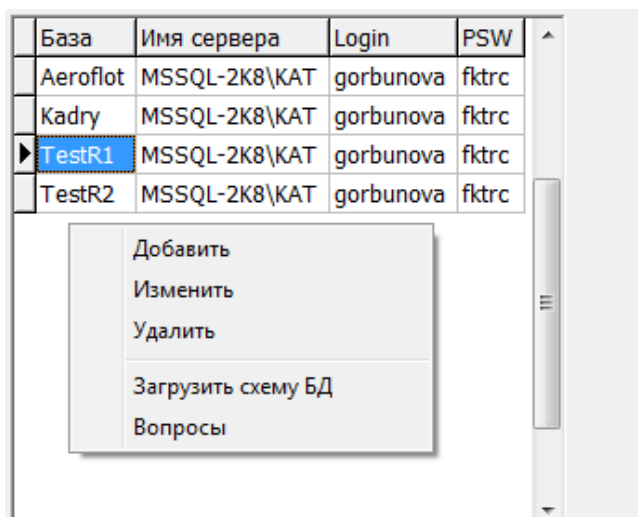 База Имя сервера Login PSW
Aeroflot MSSQL-2K8\KAT gorbunova fktrc
Kadry MSSQL-2K8\KAT gorbunova fktrc
TestR1 MSSQL-2K8\KAT gorbunova fktrc
TestR2 MSSQL-2K8\KAT gorbunova fktrc
Добавить
Изменить
Удалить
Загрузить схему БД
Вопросы